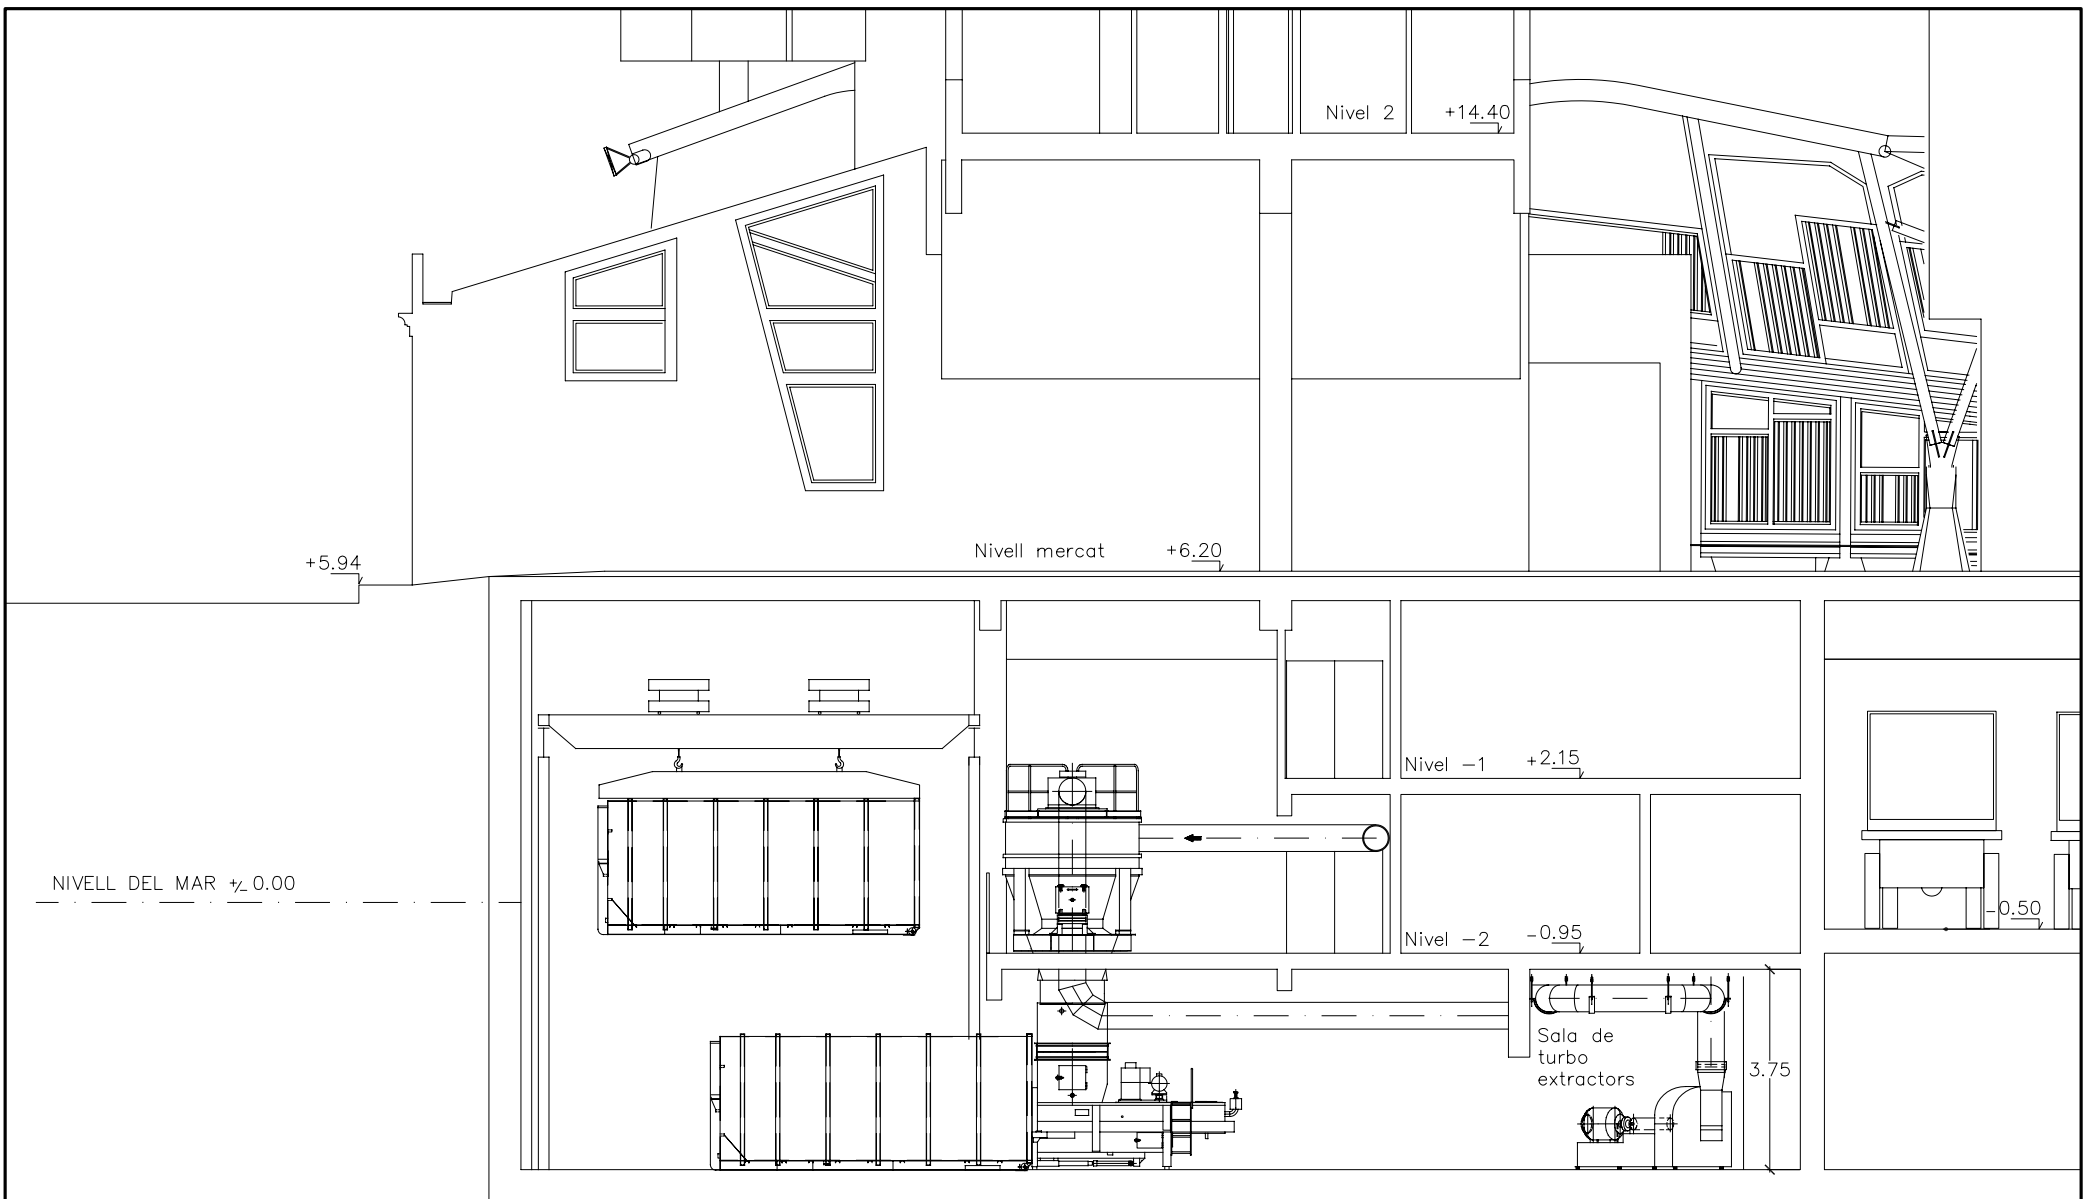 Nivel 2 +14.40
+5.94
Nivell mercat +6.20
Nivel -1 +2.15
NIVELL DEL MAR +/- 0.00
-0.50
Nivel -2 -0.95
Sala de
turbo
extractors
3.75